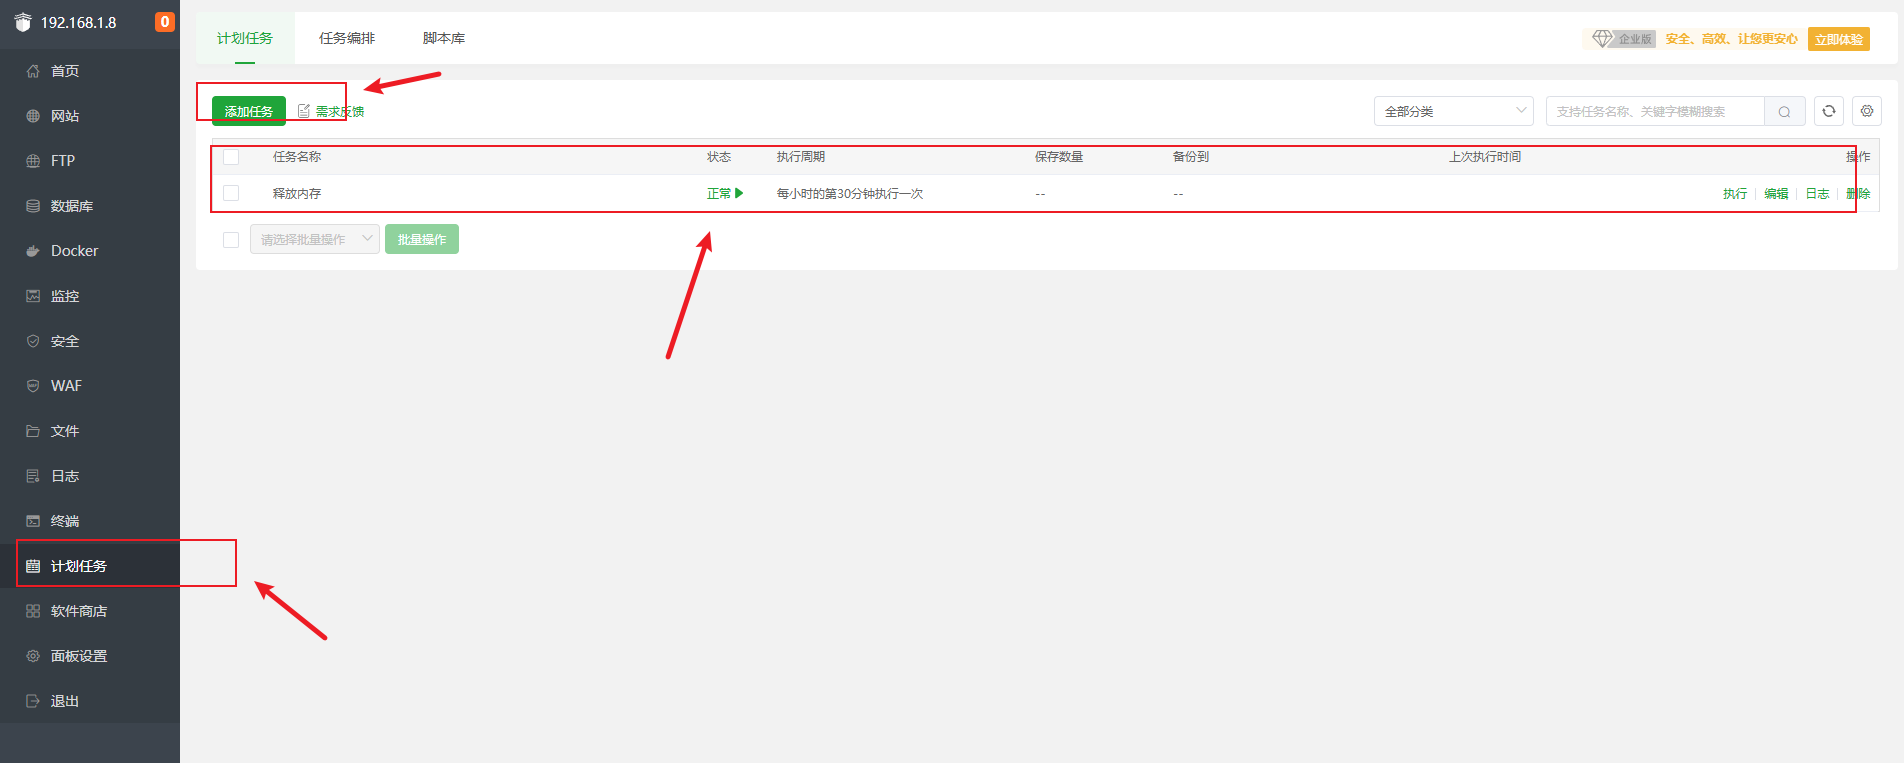 192.168.1.8 0
首页
网站
FTP
数据库
Docker
监控
安全
WAF
文件
日志
终端
计划任务
软件商店
面板设置
退出
计划任务 任务编排 脚本库
企业版 安全、高效、让您更安心 立即体验
添加任务 需求反馈 全部分类 支持任务名称、关键字模糊搜索
任务名称 状态 执行周期 保存数量 备份到 上次执行时间 操作
释放内存 正常 每小时的第30分钟执行一次 -- -- 执行 编辑 日志 删除
请选择批量操作 批量操作